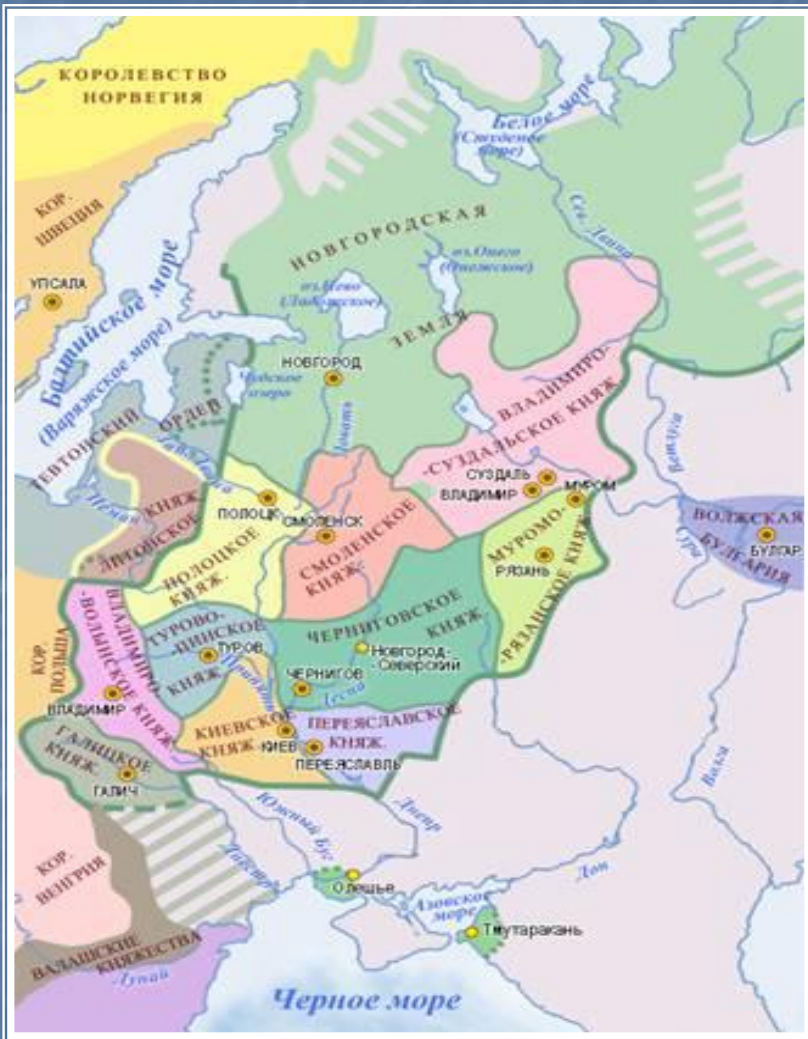 КОРОЛЕВСТВО
НОРВЕГИЯ
Белое море
(Студеное
море)
КОР.
ШВЕЦИЯ
НОВГОРОДСКАЯ
Сев. Двина
УПСАЛА
оз.Нево
(Ладожское)
оз.Онего
(Онежское)
ЗЕМЛЯ
Балтийское море
(Варяжское море)
НОВГОРОД
Чудское
озеро
ВЛАДИМИРО-
-СУЗДАЛЬСКОЕ КНЯЖ.
ТЕВТОНСКИЙ
ОРДЕН
Зап. Двина
Ловать
Ветлуга
СУЗДАЛЬ
ВЛАДИМИР
МУРОМ
Неман
КНЯЖ.
ЛИТОВСКОЕ
ПОЛОЦК
СМОЛЕНСК
ПОЛОЦКОЕ
КНЯЖ.
СМОЛЕНСКОЕ
КНЯЖ.
МУРОМО-
-РЯЗАНСКОЕ КНЯЖ.
РЯЗАНЬ
Сура
ВОЛЖСКАЯ
БУЛГАРИЯ
БУЛГАР
КОР.
ПОЛЬША
ВЛАДИМИРО-
-ВОЛЫНСКОЕ КНЯЖ.
ТУРОВО-
-ПИНСКОЕ
КНЯЖ.
ТУРОВ
Припять
ЧЕРНИГОВСКОЕ
КНЯЖ.
Новгород-
-Северский
ЧЕРНИГОВ
Десна
ВЛАДИМИР
КИЕВСКОЕ
КНЯЖ.
КИЕВ
ПЕРЕЯСЛАВСКОЕ
КНЯЖ.
ПЕРЕЯСЛАВЛЬ
ГАЛИЦКОЕ
КНЯЖ.
ГАЛИЧ
Волга
Южный Буг
Днепр
Днестр
Дон
КОР.
ВЕНГРИЯ
Олешье
Азовское
море
Тмутаракань
ВАЛАШСКИЕ
КНЯЖЕСТВА
Дунай
Черное море